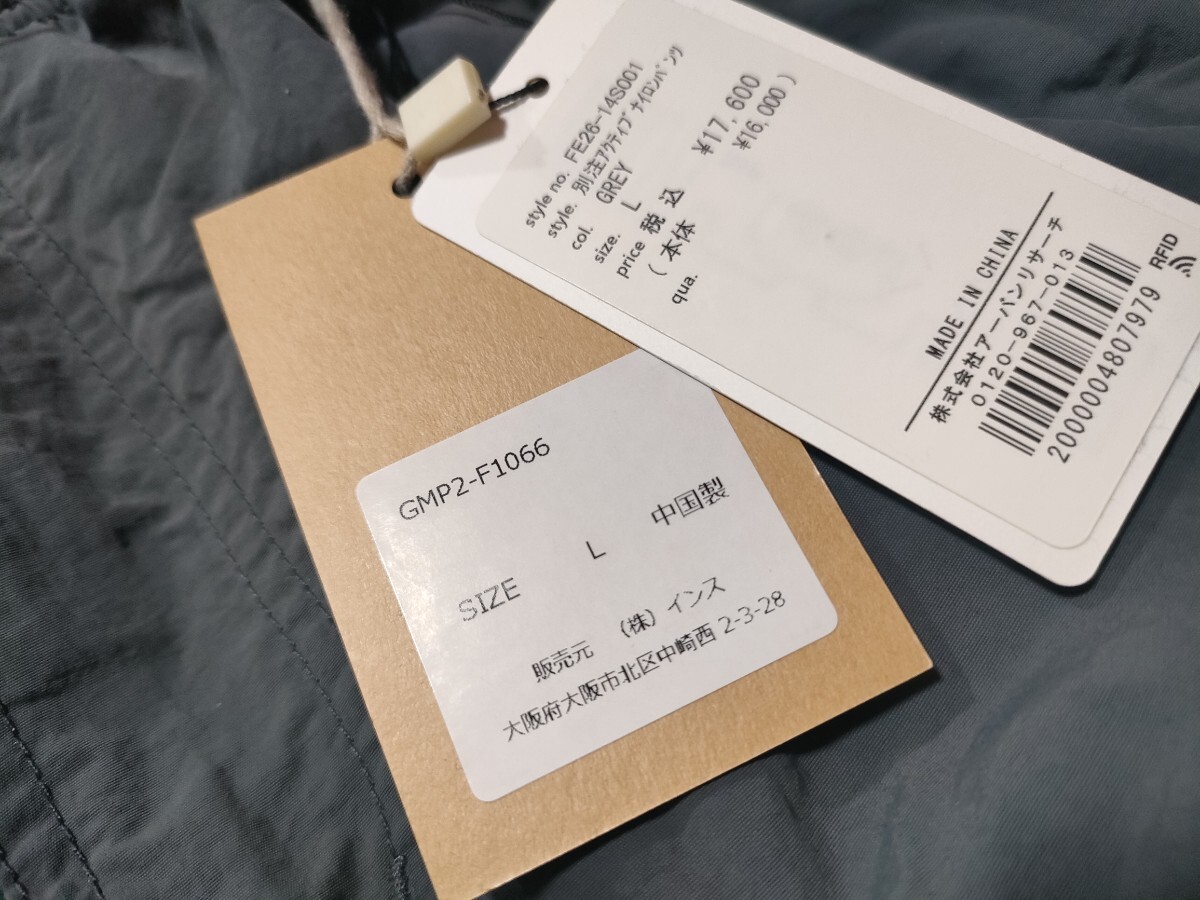 style no. FE26-14S001
style. 別注アクティブナイロンパンツ
col. GREY
size. L
price 税込 ¥17,600
(本体 ¥16,000)
qua.
MADE IN CHINA
株式会社アーバンリサーチ
0120-967-013
2000004807979
RFID
GMP2-F1066
中国製
SIZE L
販売元 (株)インス
大阪府大阪市北区中崎西 2-3-28